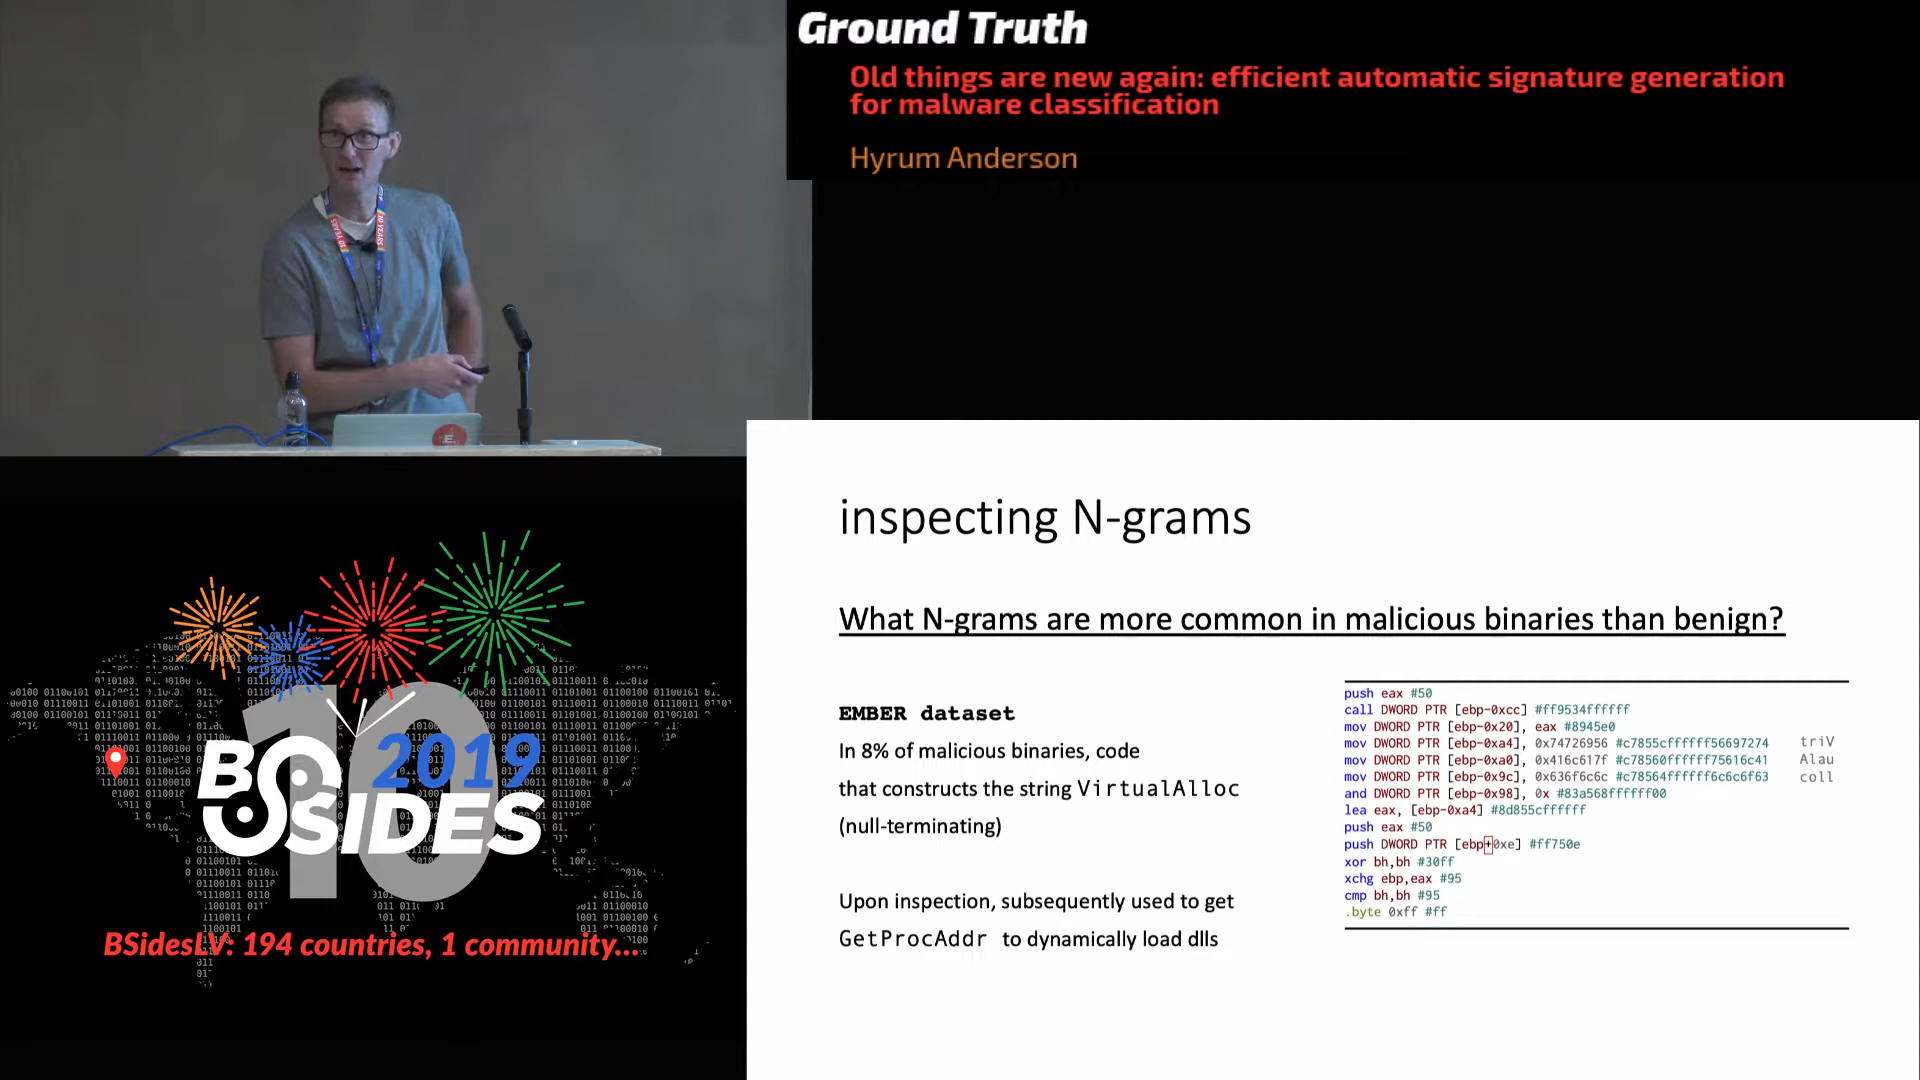 Ground Truth
Old things are new again: efficient automatic signature generation
for malware classification
Hyrum Anderson
10 YEARS
10 YEARS
10
BSIDES
2019
BSidesLV: 194 countries, 1 community...
inspecting N-grams
What N-grams are more common in malicious binaries than benign?
EMBER dataset
In 8% of malicious binaries, code
that constructs the string VirtualAlloc
(null-terminating)
Upon inspection, subsequently used to get
GetProcAddr to dynamically load dlls
push eax #50
call DWORD PTR [ebp-0xcc] #ff9534ffffff
mov DWORD PTR [ebp-0x20], eax #8945e0
mov DWORD PTR [ebp-0xa4], 0x74726956 #c7855cffffff56697274 triV
mov DWORD PTR [ebp-0xa0], 0x416c617f #c78560ffffff75616c41 Alau
mov DWORD PTR [ebp-0x9c], 0x636f6c6c #c78564ffffff6c6c6f63 coll
and DWORD PTR [ebp-0x98], 0x #83a568ffffff00
lea eax, [ebp-0xa4] #8d855cffffff
push eax #50
push DWORD PTR [ebp+0xe] #ff750e
xor bh,bh #30ff
xchg ebp,eax #95
cmp bh,bh #95
.byte 0xff #ff